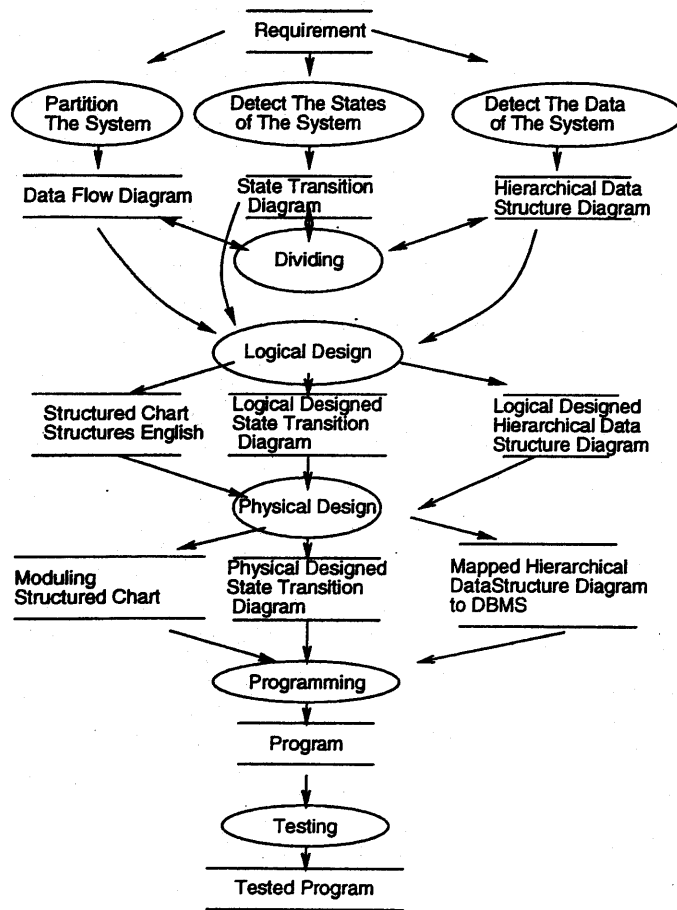 Requirement
Partition
The System
Detect The States
of The System
Detect The Data
of The System
Data Flow Diagram
State Transition
Diagram
Hierarchical Data
Structure Diagram
Dividing
Logical Design
Structured Chart
Structures English
Logical Designed
State Transition
Diagram
Logical Designed
Hierarchical Data
Structure Diagram
Physical Design
Moduling
Structured Chart
Physical Designed
State Transition
Diagram
Mapped Hierarchical
DataStructure Diagram
to DBMS
Programming
Program
Testing
Tested Program